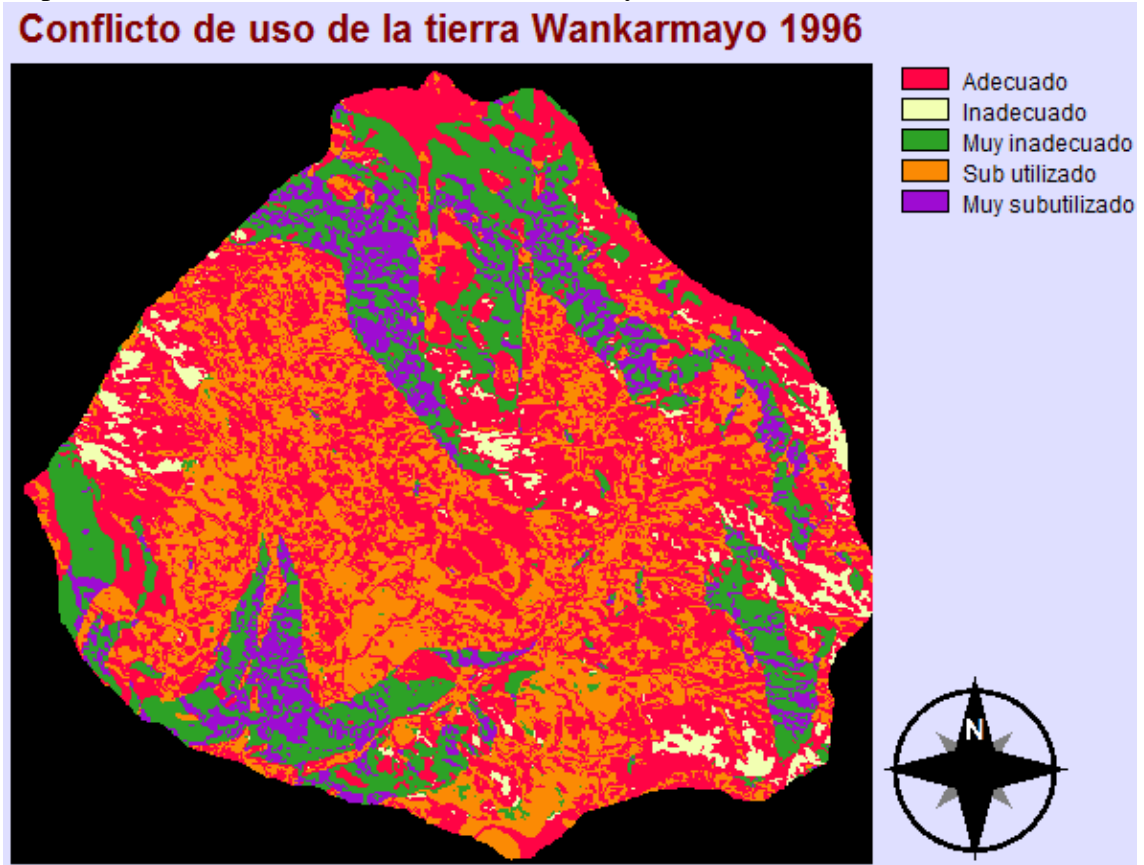 Conflicto de uso de la tierra Wankarmayo 1996
Adecuado
Inadecuado
Muy inadecuado
Sub utilizado
Muy subutilizado
N